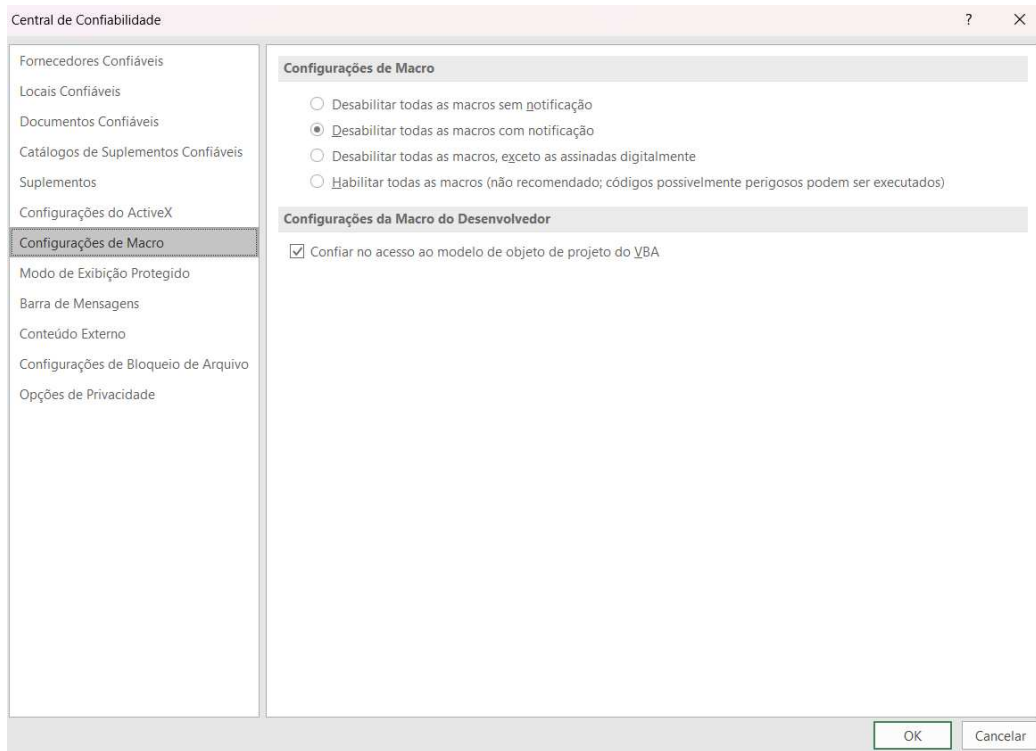 Central de Confiabilidade
?
Fornecedores Confiáveis
Locais Confiáveis
Documentos Confiáveis
Catálogos de Suplementos Confiáveis
Suplementos
Configurações do ActiveX
Configurações de Macro
Modo de Exibição Protegido
Barra de Mensagens
Conteúdo Externo
Configurações de Bloqueio de Arquivo
Opções de Privacidade
Configurações de Macro
Desabilitar todas as macros sem notificação
Desabilitar todas as macros com notificação
Desabilitar todas as macros, exceto as assinadas digitalmente
Habilitar todas as macros (não recomendado; códigos possivelmente perigosos podem ser executados)
Configurações da Macro do Desenvolvedor
Confiar no acesso ao modelo de objeto de projeto do VBA
OK
Cancelar